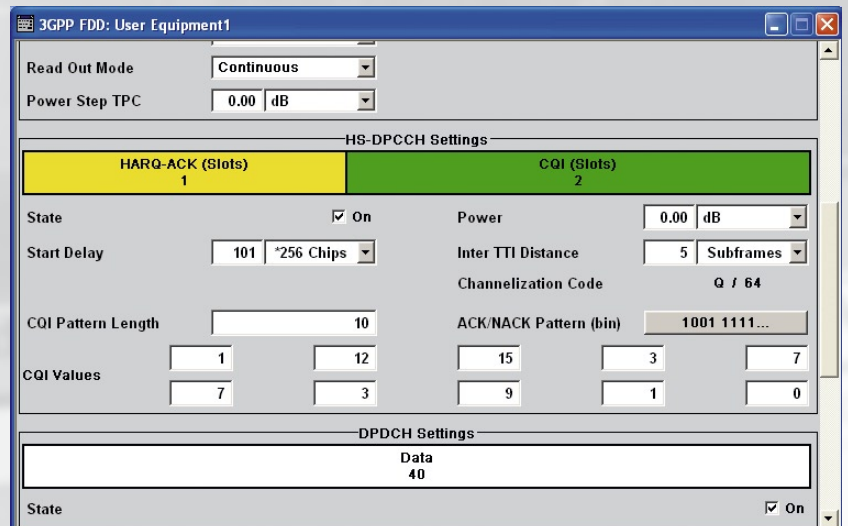 3GPP FDD: User Equipment1
Read Out Mode Continuous
Power Step TPC 0.00 dB
HS-DPCCH Settings
HARQ-ACK (Slots) CQI (Slots)
1 2
State On Power 0.00 dB
Start Delay 101 *256 Chips Inter TTI Distance 5 Subframes
Channelization Code Q / 64
CQI Pattern Length 10 ACK/NACK Pattern (bin) 1001 1111...
CQI Values
1 12 15 3 7
7 3 9 1 0
DPDCH Settings
Data
40
State On